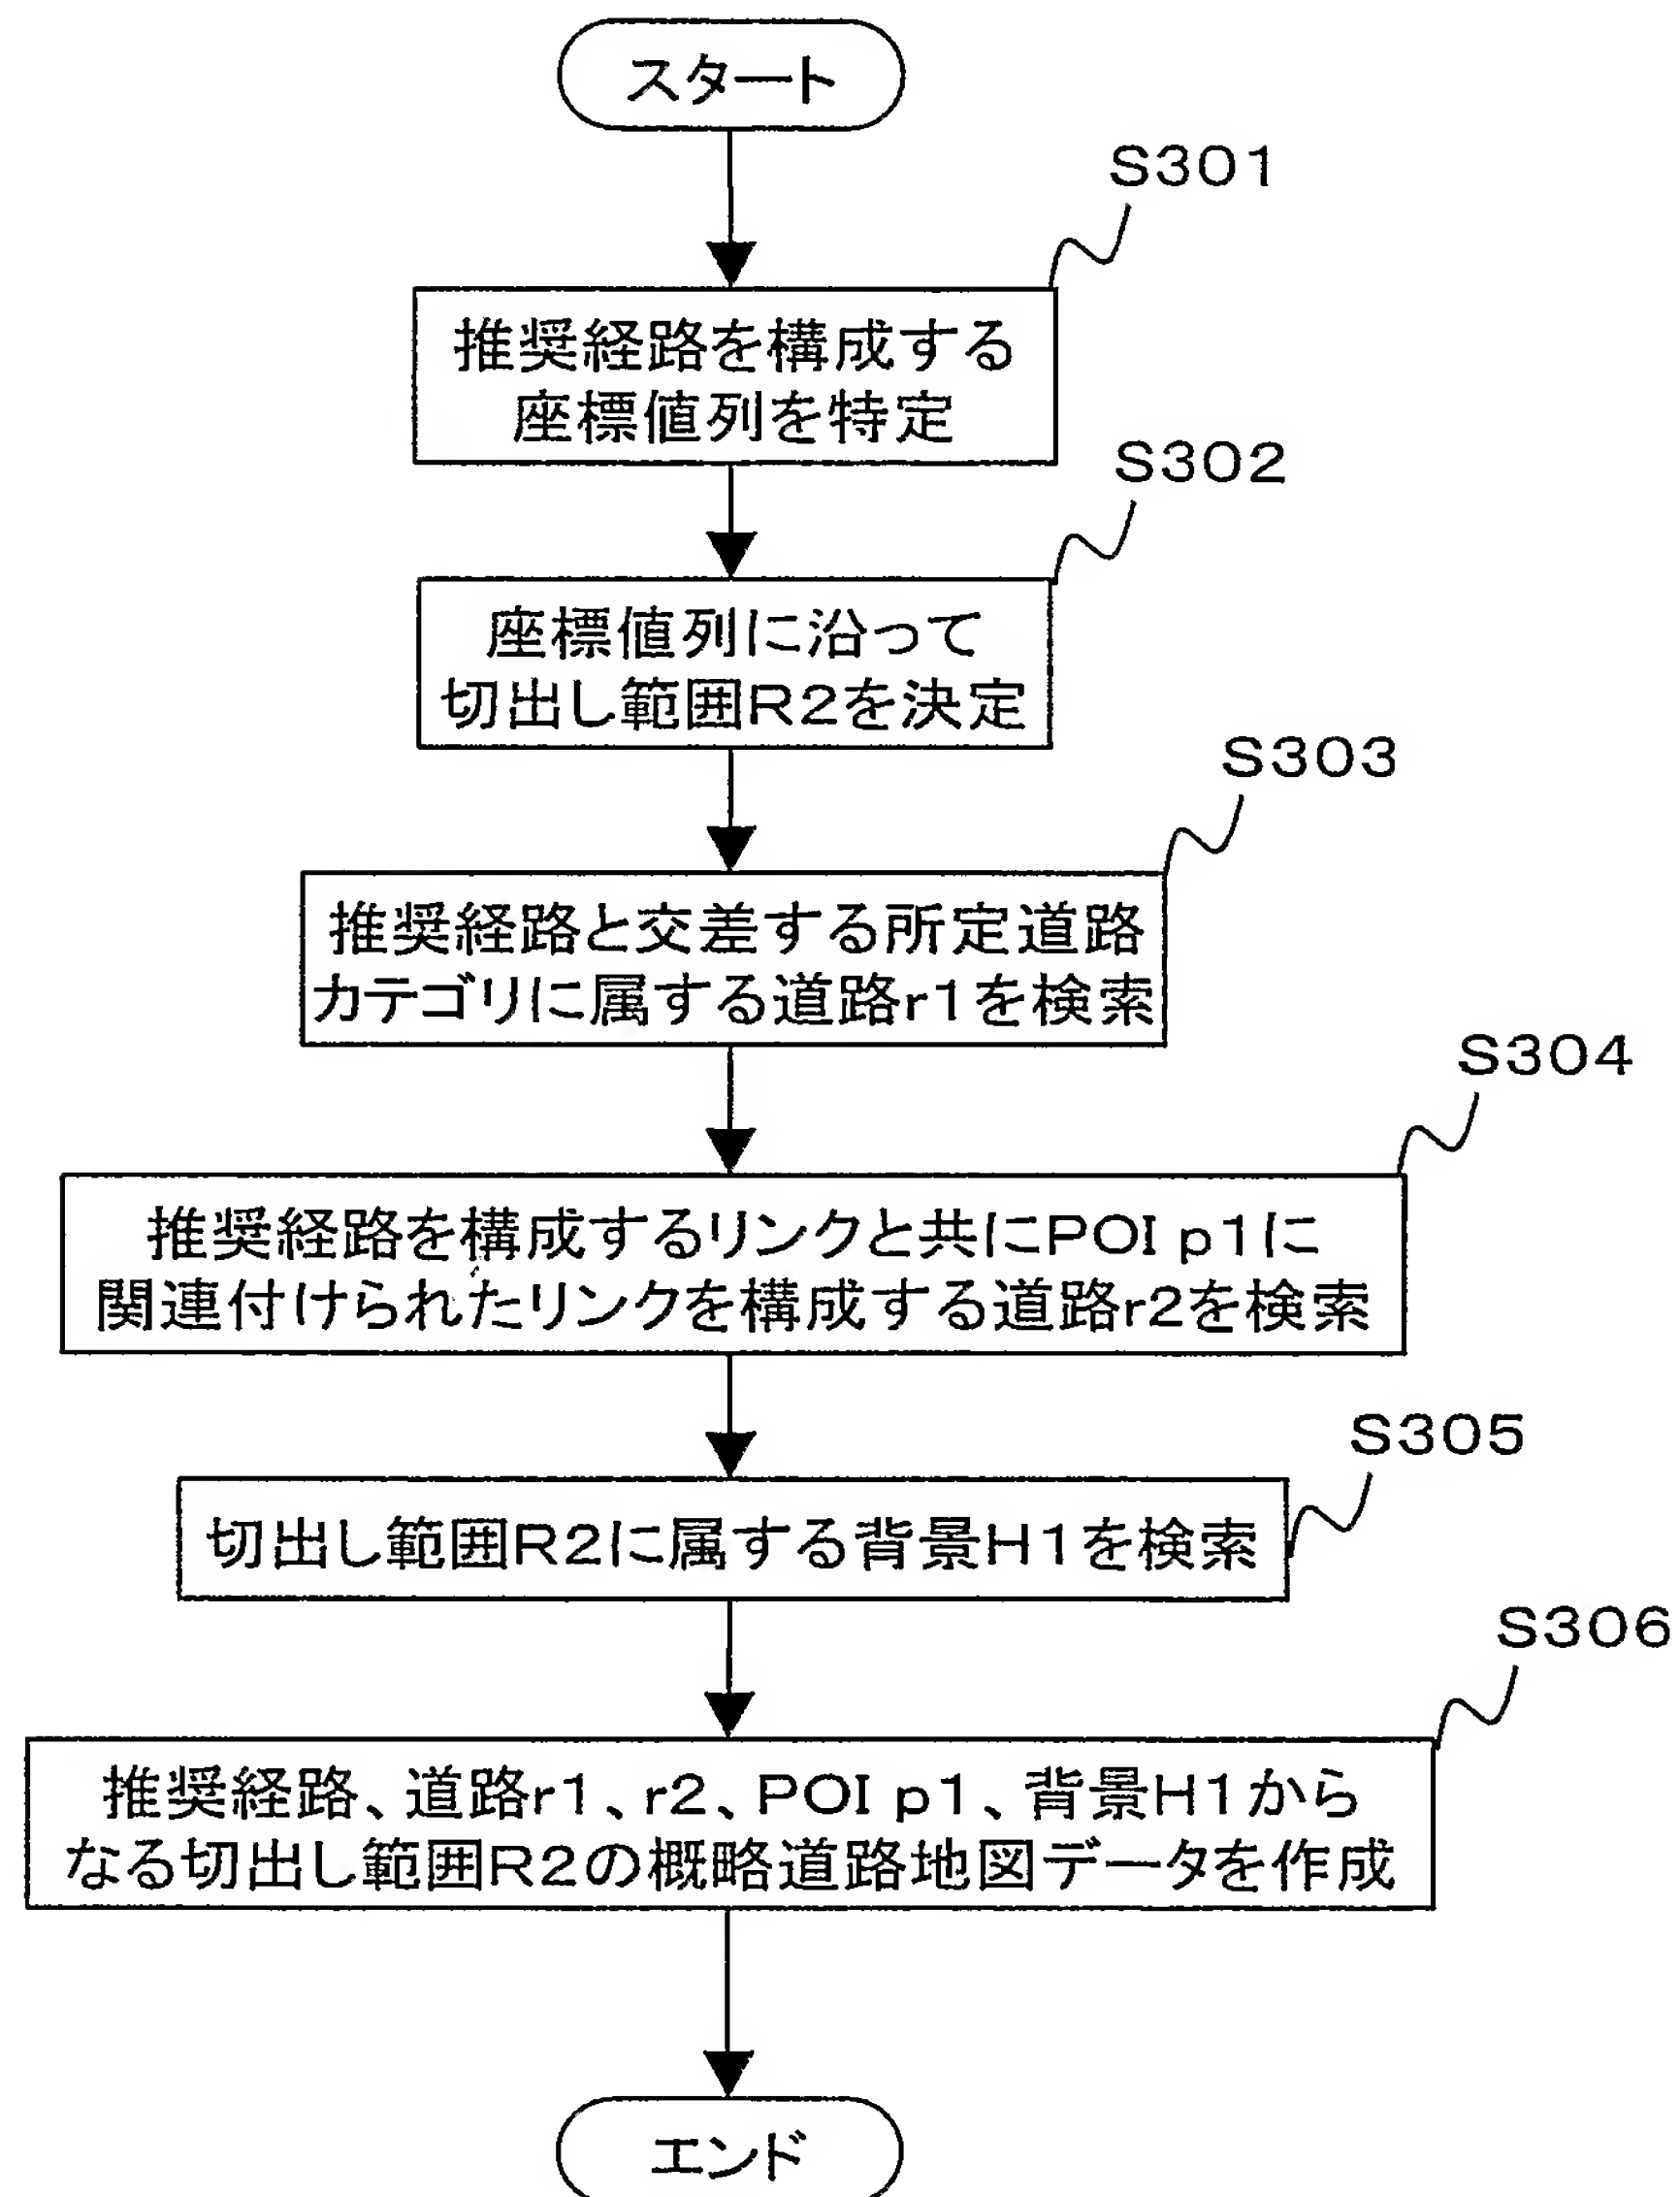 スタート
S301
推奨経路を構成する
座標値列を特定
S302
座標値列に沿って
切出し範囲R2を決定
S303
推奨経路と交差する所定道路
カテゴリに属する道路r1を検索
S304
推奨経路を構成するリンクと共にPOI p1に
関連付けられたリンクを構成する道路r2を検索
S305
切出し範囲R2に属する背景H1を検索
S306
推奨経路、道路r1、r2、POI p1、背景H1から
なる切出し範囲R2の概略道路地図データを作成
エンド